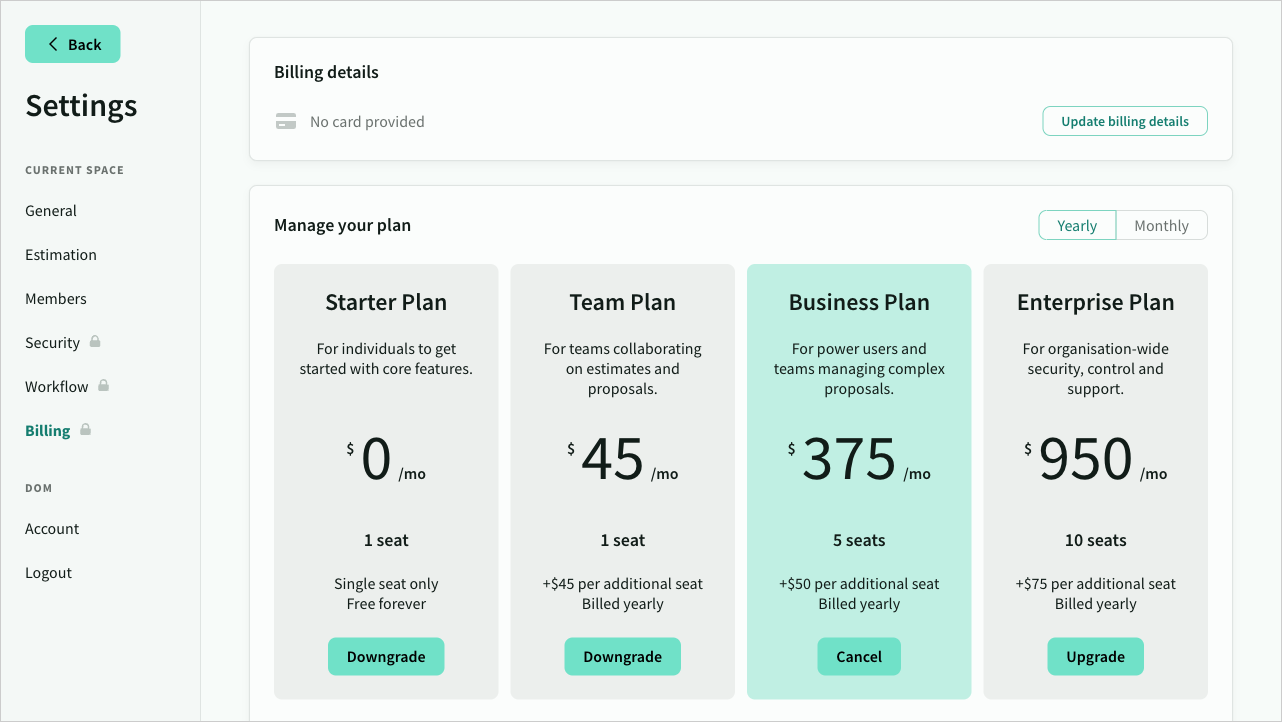 Back
Settings
CURRENT SPACE
General
Estimation
Members
Security
Workflow
Billing
DOM
Account
Logout
Billing details
No card provided
Update billing details
Manage your plan
Yearly
Monthly
Starter Plan
For individuals to get
started with core features.
$ 0 /mo
1 seat
Single seat only
Free forever
Downgrade
Team Plan
For teams collaborating
on estimates and
proposals.
$ 45 /mo
1 seat
+$45 per additional seat
Billed yearly
Downgrade
Business Plan
For power users and
teams managing complex
proposals.
$ 375 /mo
5 seats
+$50 per additional seat
Billed yearly
Cancel
Enterprise Plan
For organisation-wide
security, control and
support.
$ 950 /mo
10 seats
+$75 per additional seat
Billed yearly
Upgrade